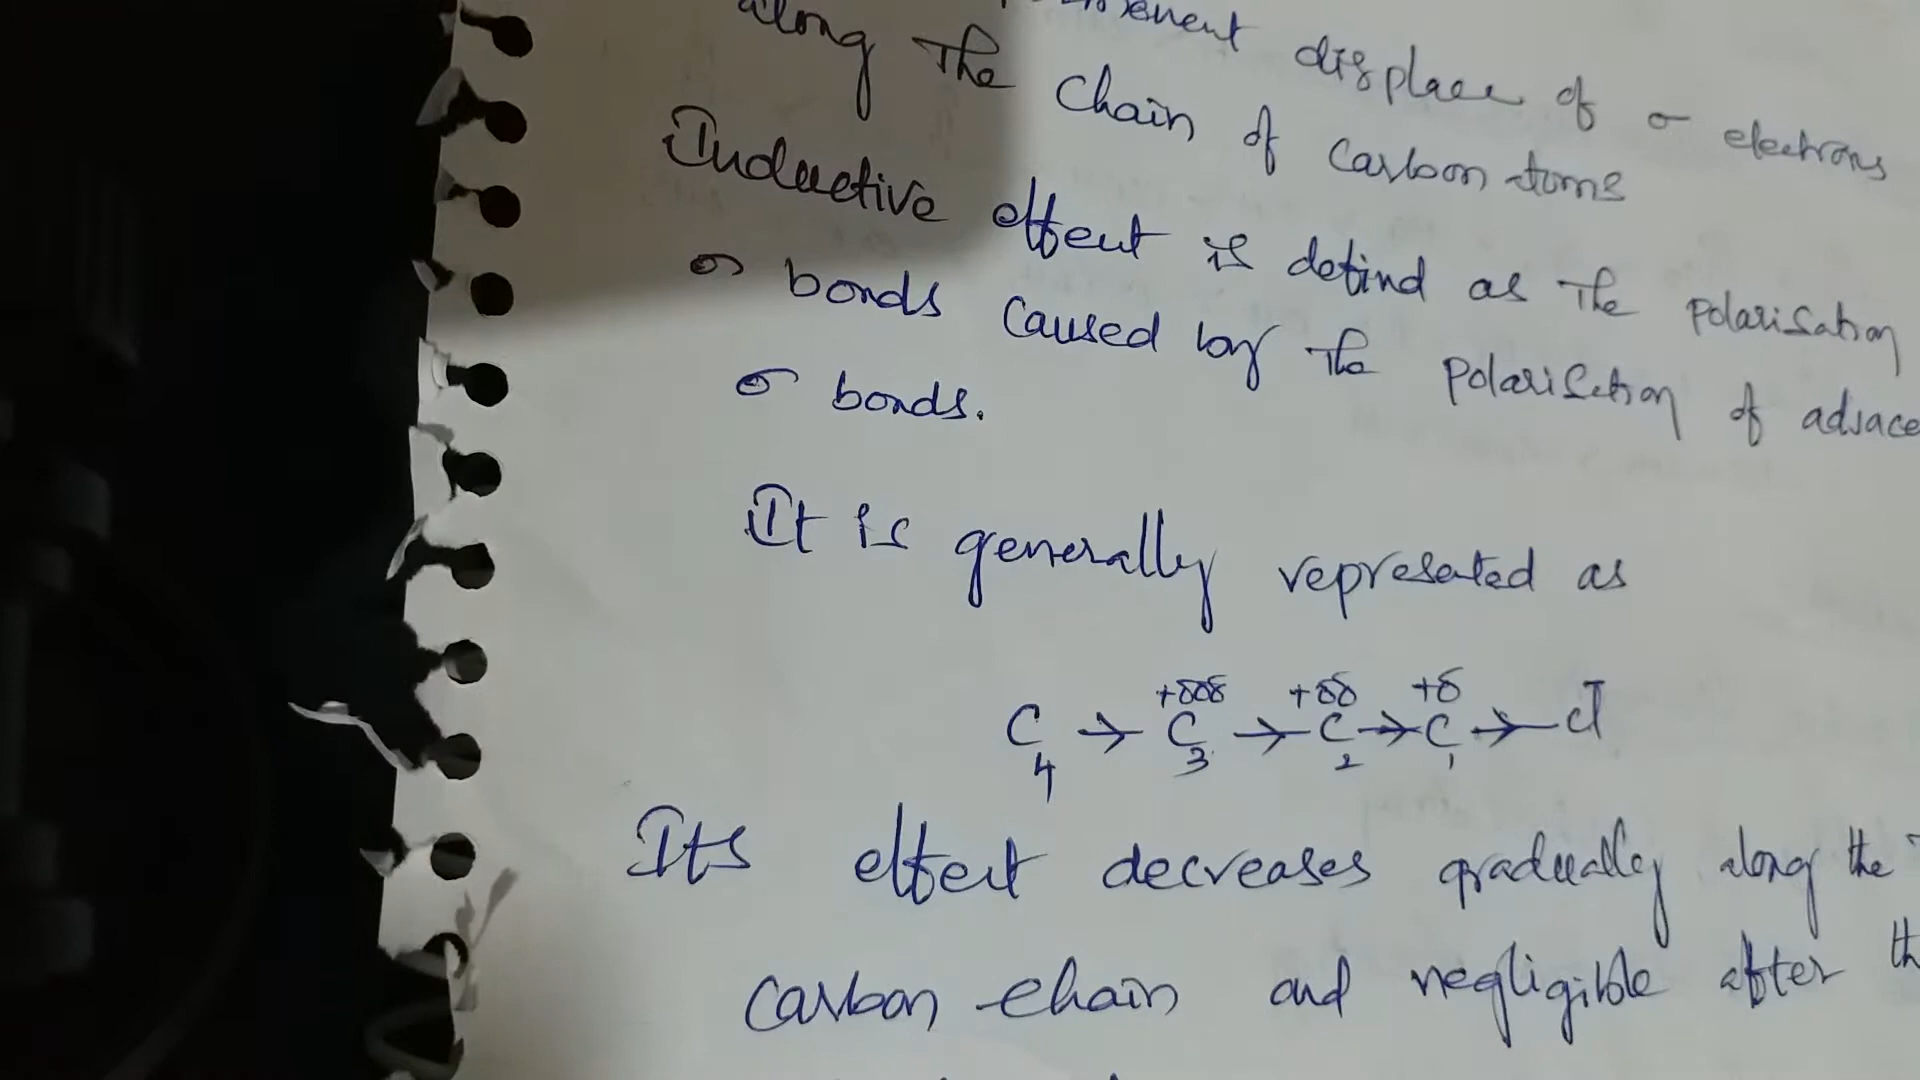 displace of σ electrons
along The chain of carbon atoms
Inductive effect is defind as The polarisation
σ bonds caused by The polarisation of adjace
σ bonds.
It is generally represented as
+δδδ +δδ +δ
C → C → C → C → Cl
4 3 2 1
Its effect decreases gradually along the
carbon chain and negligible after th